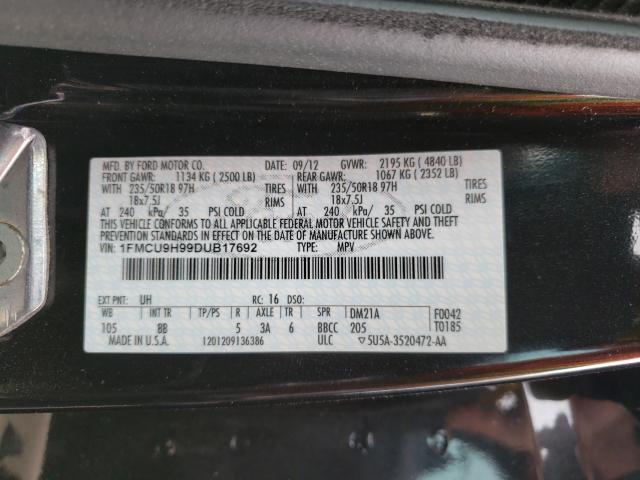 MFD. BY FORD MOTOR CO. DATE: 09/12 GVWR: 2195 KG ( 4840 LB)
FRONT GAWR: 1134 KG ( 2500 LB) REAR GAWR: 1067 KG ( 2352 LB)
WITH 235/50R18 97H TIRES WITH 235/50R18 97H TIRES
18x7.5J RIMS 18x7.5J RIMS
AT 240 kPa/ 35 PSI COLD AT 240 kPa/ 35 PSI COLD
THIS VEHICLE CONFORMS TO ALL APPLICABLE FEDERAL MOTOR VEHICLE SAFETY AND THEFT
PREVENTION STANDARDS IN EFFECT ON THE DATE OF MANUFACTURE SHOWN ABOVE.
VIN: 1FMCU9H99DUB17692 TYPE: MPV
EXT PNT: UH RC: 16 DSO:
WB INT TR TP/PS R AXLE TR SPR DM21A F0042
105 8B 5 3A 6 BBCC 205 T0185
MADE IN U.S.A. 1201209136386 ULC ▽5U5A-3520472-AA